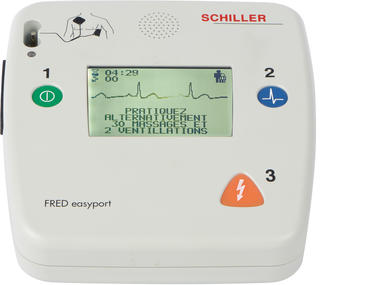 SCHILLER
1
04:29
2
00
PRATIQUEZ
ALTERNATIVEMENT
30 MASSAGES ET
2 VENTILLATIONS
3
FRED easyport